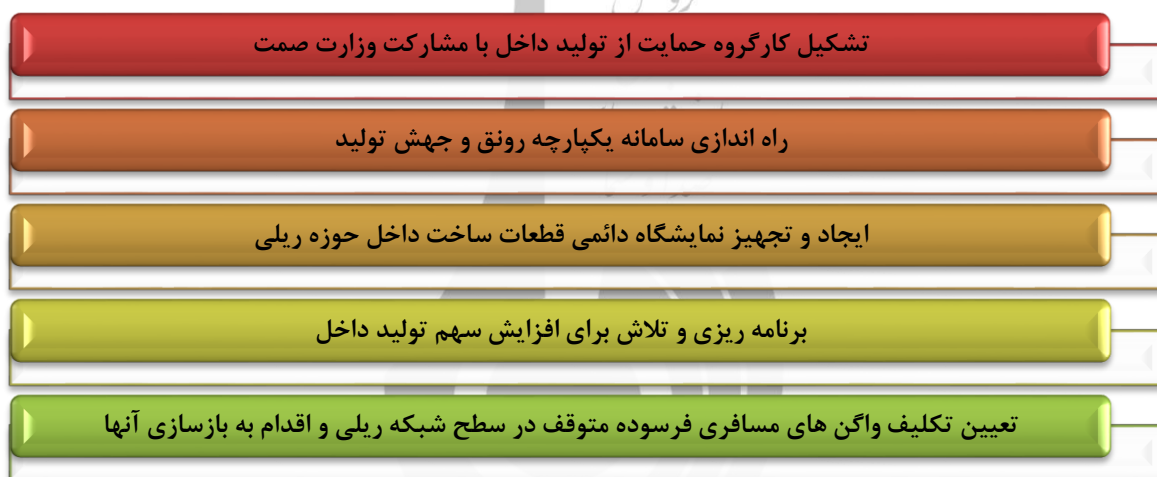 تشکیل کارگروه حمایت از تولید داخل با مشارکت وزارت صمت
راه اندازی سامانه یکپارچه رونق و جهش تولید
ایجاد و تجهیز نمایشگاه دائمی قطعات ساخت داخل حوزه ریلی
برنامه ریزی و تلاش برای افزایش سهم تولید داخل
تعیین تکلیف واگن های مسافری فرسوده متوقف در سطح شبکه ریلی و اقدام به بازسازی آنها